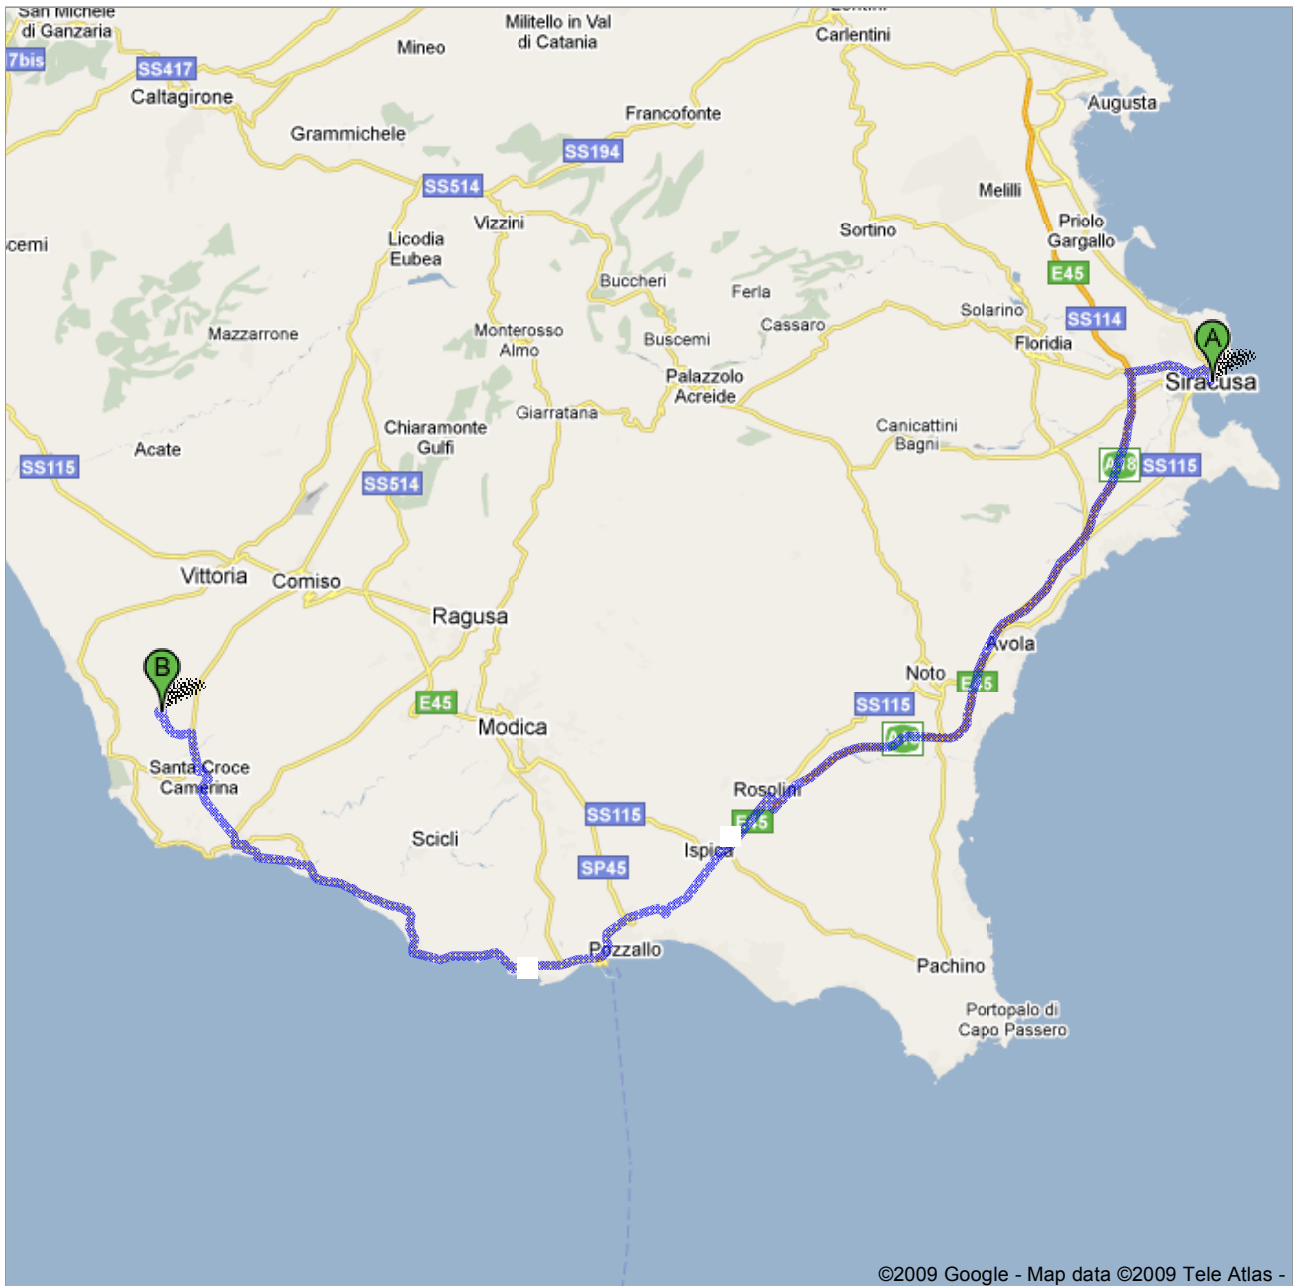 San Michele
di Ganzaria
Militello in Val
di Catania
Carlentini
Mineo
7bis
SS417
Caltagirone
Augusta
Francofonte
Grammichele
SS194
SS514
Melilli
Vizzini
Priolo
Gargallo
Sortino
Licodia
Eubea
scemi
E45
Buccheri
Ferla
Solarino
SS114
Cassaro
Mazzarrone
Monterosso
Almo
Buscemi
Floridia
A
Palazzolo
Acreide
Siracusa
Giarratana
Chiaramonte
Gulfi
Canicattini
Bagni
Acate
SS115
SS514
A18
SS115
Vittoria
Comiso
Ragusa
Avola
B
Noto
E45
E45
SS115
Modica
Santa Croce
Camerina
Rosolini
SS115
E45
Scicli
Ispica
SP45
Pozzallo
Pachino
Portopalo di
Capo Passero
©2009 Google - Map data ©2009 Tele Atlas -